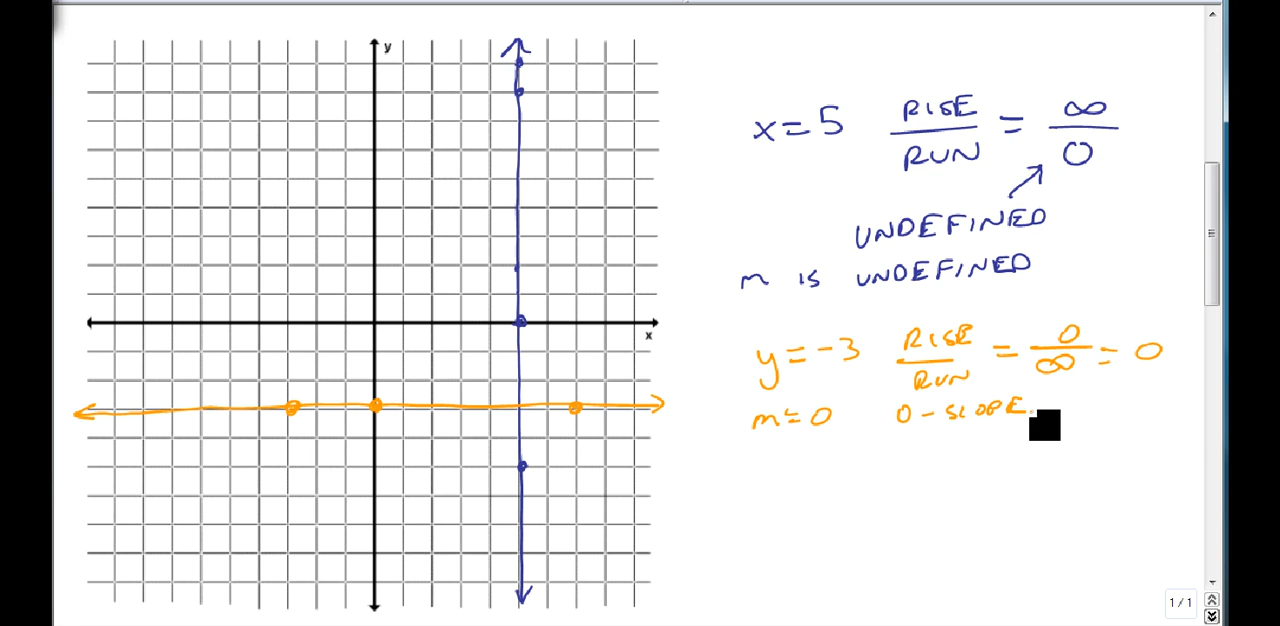 y
x
x = 5 RISE/RUN = ∞/0
UNDEFINED
m is UNDEFINED
y = -3 RISE/RUN = 0/∞ = 0
m = 0 0 - SLOPE.
1 / 1